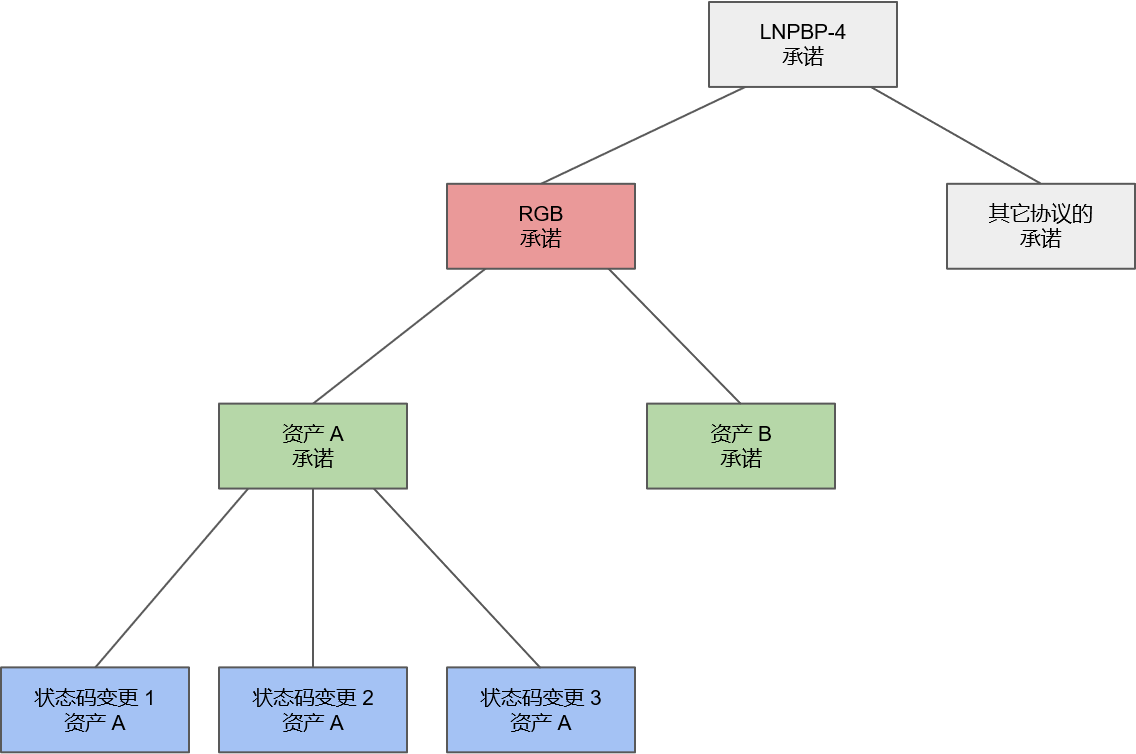 LNPBP-4
承诺
RGB
承诺
其它协议的
承诺
资产 A
承诺
资产 B
承诺
状态码变更 1
资产 A
状态码变更 2
资产 A
状态码变更 3
资产 A